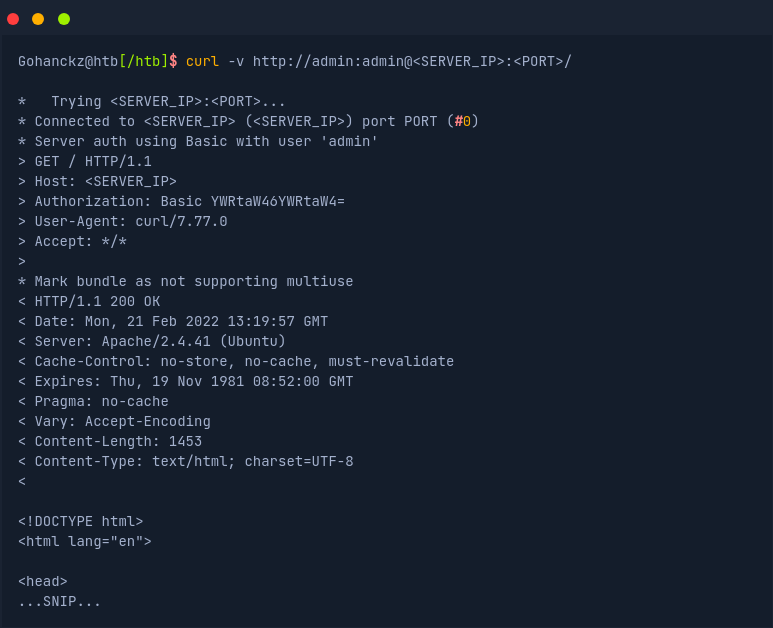 Gohanckz@htb[/htb]$ curl -v http://admin:admin@<SERVER_IP>:<PORT>/
*   Trying <SERVER_IP>:<PORT>...
* Connected to <SERVER_IP> (<SERVER_IP>) port PORT (#0)
* Server auth using Basic with user 'admin'
> GET / HTTP/1.1
> Host: <SERVER_IP>
> Authorization: Basic YWRtaW46YWRtaW4=
> User-Agent: curl/7.77.0
> Accept: */*
>
* Mark bundle as not supporting multiuse
< HTTP/1.1 200 OK
< Date: Mon, 21 Feb 2022 13:19:57 GMT
< Server: Apache/2.4.41 (Ubuntu)
< Cache-Control: no-store, no-cache, must-revalidate
< Expires: Thu, 19 Nov 1981 08:52:00 GMT
< Pragma: no-cache
< Vary: Accept-Encoding
< Content-Length: 1453
< Content-Type: text/html; charset=UTF-8
<
<!DOCTYPE html>
<html lang="en">
<head>
...SNIP...